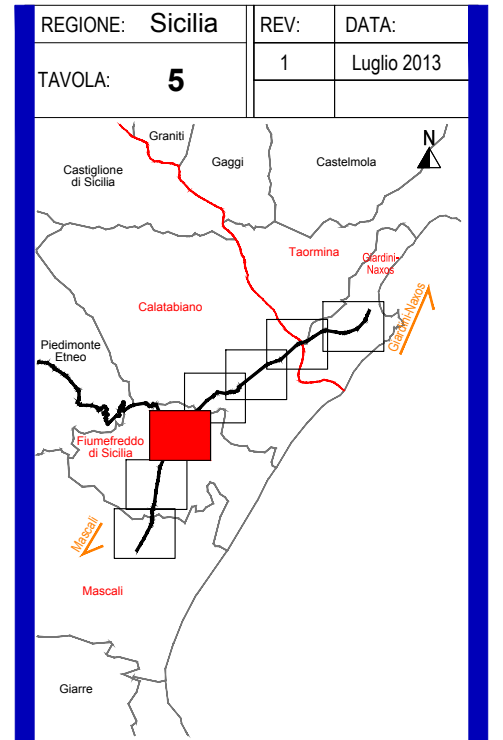 REGIONE: Sicilia
REV:
DATA:
1
Luglio 2013
TAVOLA: 5
Graniti
N
Castiglione
di Sicilia
Gaggi
Castelmola
Taormina
Giardini-
Naxos
Giardini-Naxos
Calatabiano
Piedimonte
Etneo
Fiumefreddo
di Sicilia
Mascali
Mascali
Giarre